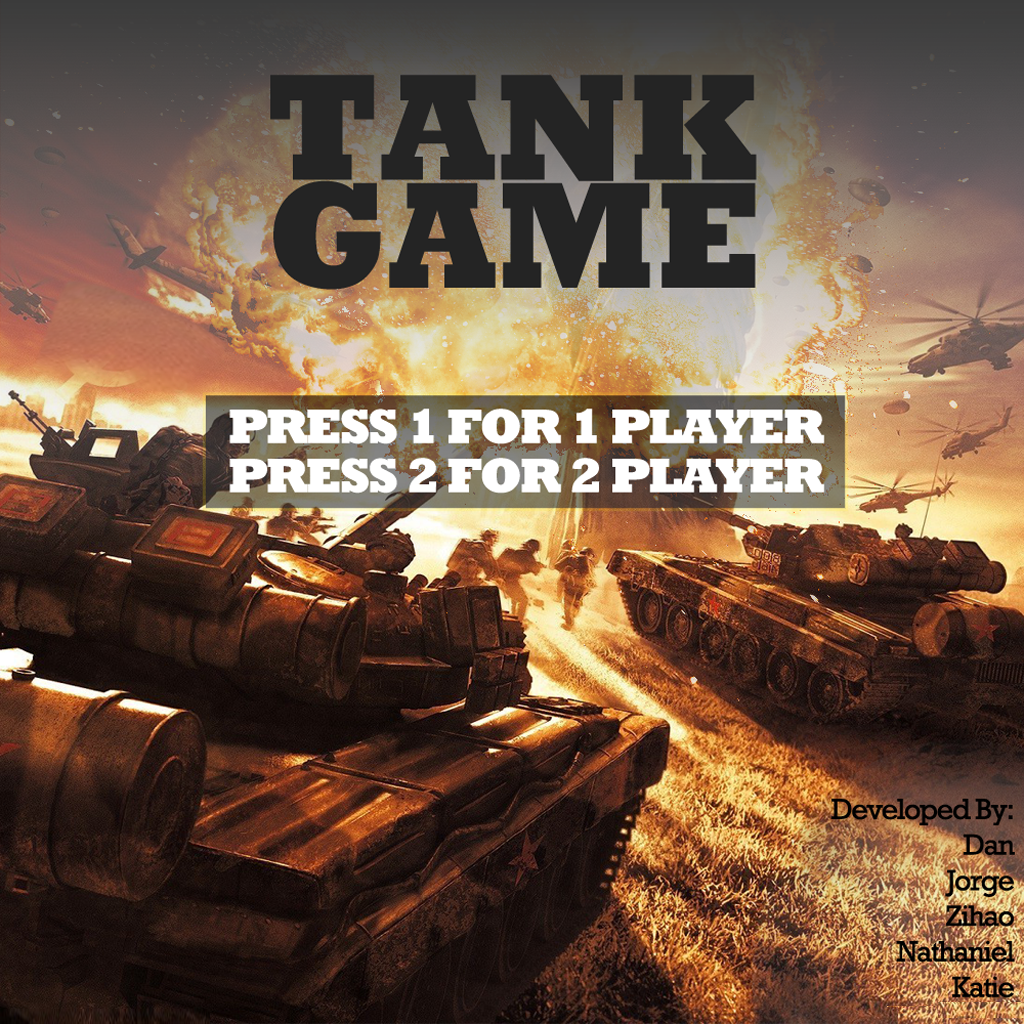 TANK
GAME
PRESS 1 FOR 1 PLAYER
PRESS 2 FOR 2 PLAYER
Developed By:
Dan
Jorge
Zihao
Nathaniel
Katie